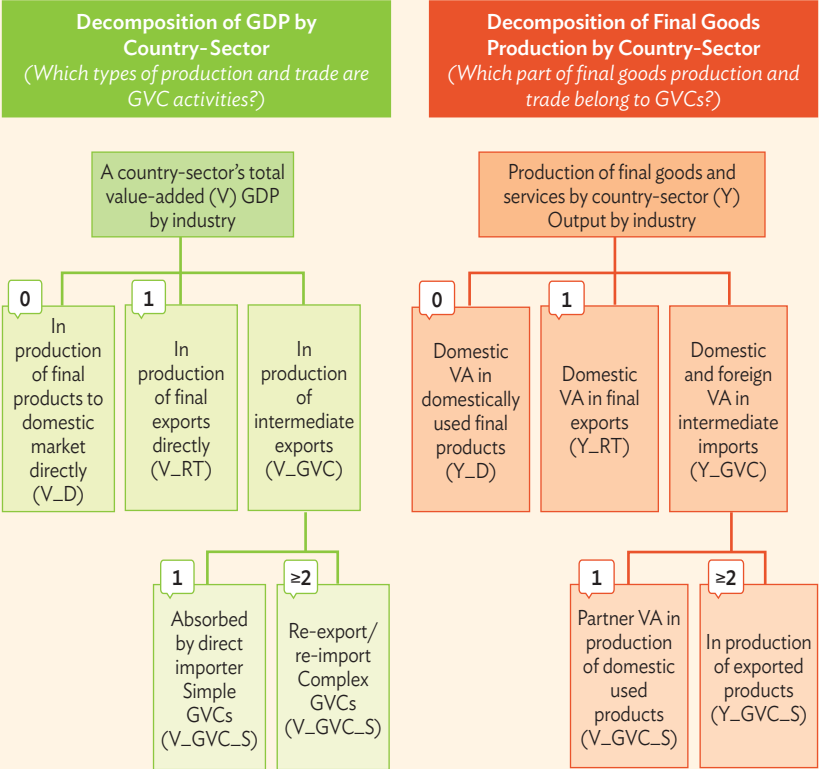 Decomposition of GDP by
Country-Sector
(Which types of production and trade are
GVC activities?)
A country-sector's total
value-added (V) GDP
by industry
0
In
production
of final
products to
domestic
market
directly
(V_D)
1
In
production
of final
exports
directly
(V_RT)
In
production
of
intermediate
exports
(V_GVC)
1
Absorbed
by direct
importer
Simple
GVCs
(V_GVC_S)
≥2
Re-export/
re-import
Complex
GVCs
(V_GVC_S)
Decomposition of Final Goods
Production by Country-Sector
(Which part of final goods production and
trade belong to GVCs?)
Production of final goods and
services by country-sector (Y)
Output by industry
0
Domestic
VA in
domestically
used final
products
(Y_D)
1
Domestic
VA in final
exports
(Y_RT)
Domestic
and foreign
VA in
intermediate
imports
(Y_GVC)
1
Partner VA in
production
of domestic
used
products
(V_GVC_S)
≥2
In production
of exported
products
(Y_GVC_S)